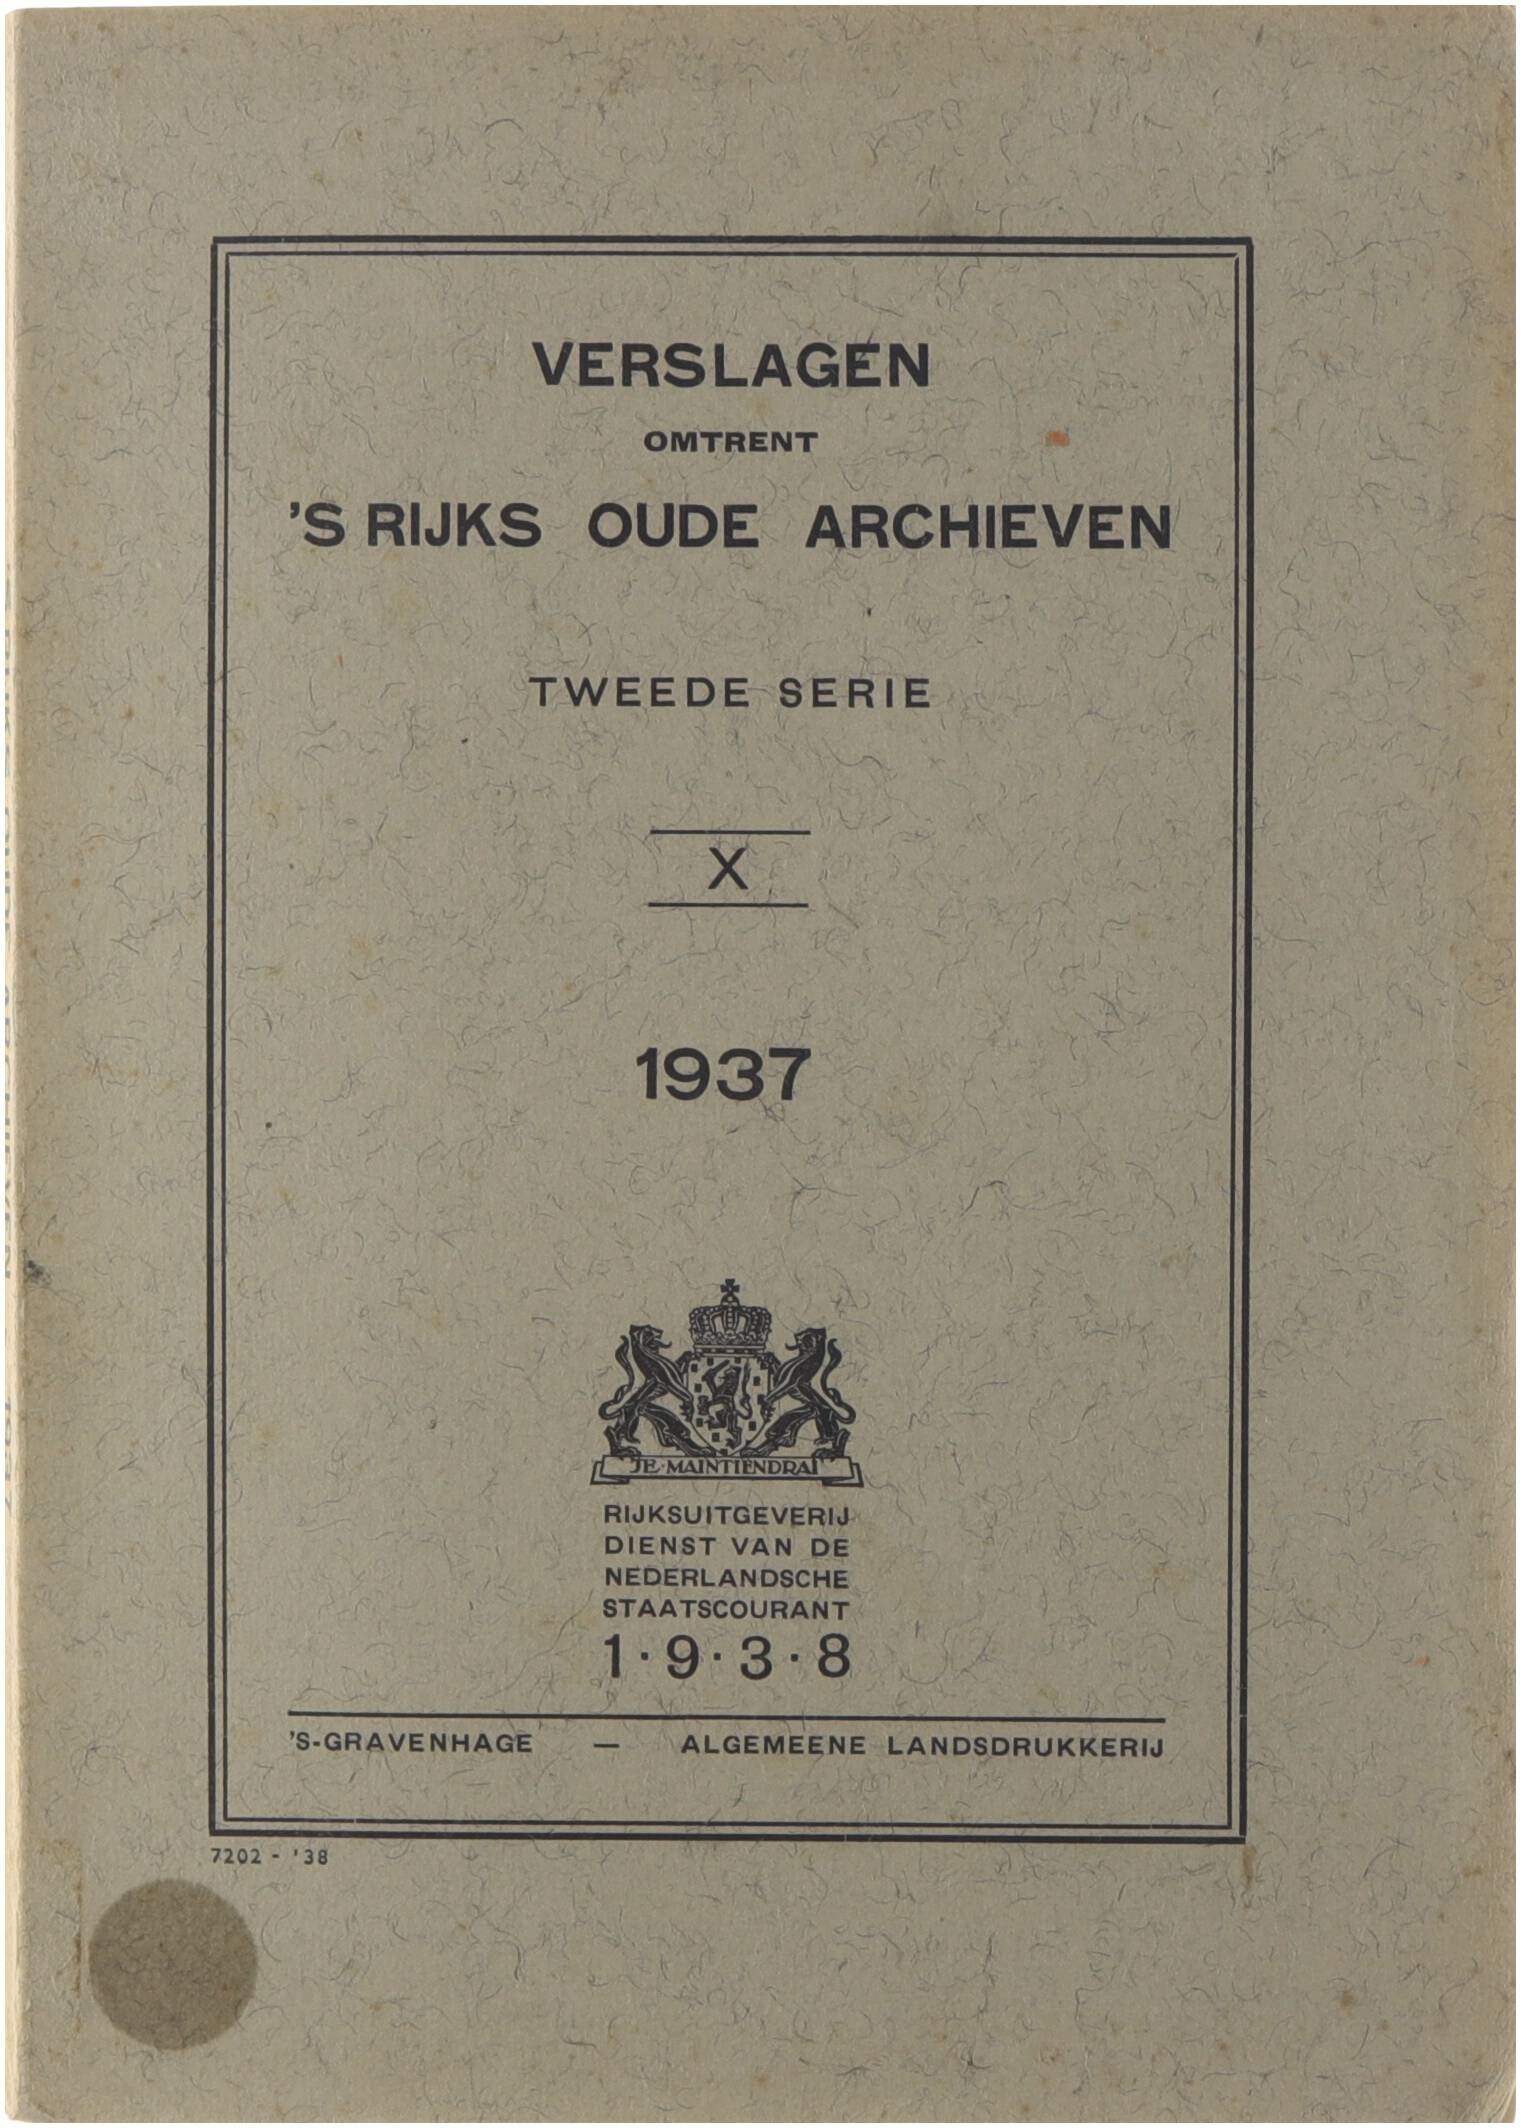 VERSLAGEN
OMTRENT
'S RIJKS OUDE ARCHIEVEN
TWEEDE SERIE
X
1937
JE·MAINTIENDRAI
RIJKSUITGEVERIJ
DIENST VAN DE
NEDERLANDSCHE
STAATSCOURANT
1·9·3·8
'S-GRAVENHAGE — ALGEMEENE LANDSDRUKKERIJ
7202 - '38